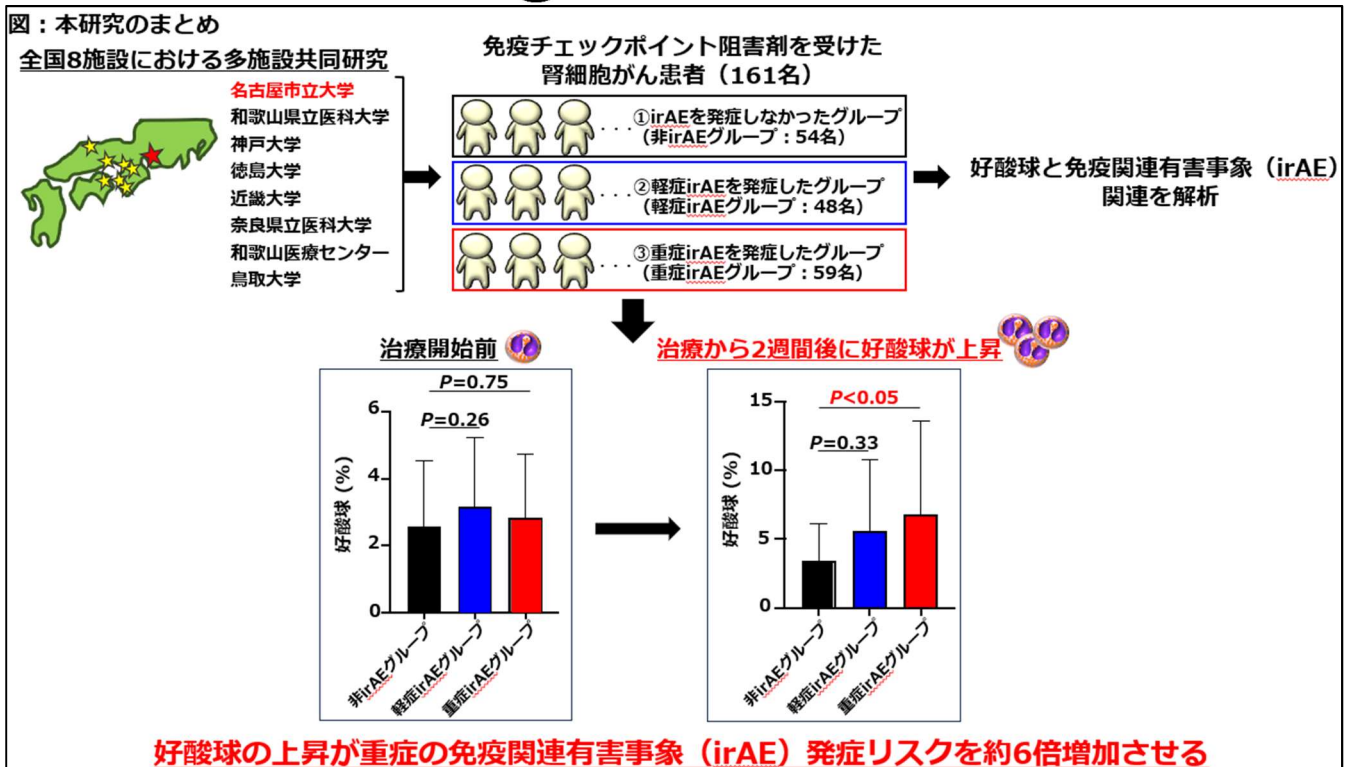 図：本研究のまとめ
全国8施設における多施設共同研究
名古屋市立大学
和歌山県立医科大学
神戸大学
徳島大学
近畿大学
奈良県立医科大学
和歌山医療センター
鳥取大学
免疫チェックポイント阻害剤を受けた
腎細胞がん患者（161名）
...①irAEを発症しなかったグループ
(非irAEグループ：54名）
...②軽症irAEを発症したグループ
(軽症irAEグループ：48名）
...③重症irAEを発症したグループ
(重症irAEグループ：59名）
好酸球と免疫関連有害事象（irAE）
関連を解析
治療開始前
P=0.75
P=0.26
好酸球 (%)
6
4
2
0
非irAEグループ
軽症irAEグループ
重症irAEグループ
治療から2週間後に好酸球が上昇
P<0.05
P=0.33
好酸球 (%)
15
10
5
0
非irAEグループ
軽症irAEグループ
重症irAEグループ
好酸球の上昇が重症の免疫関連有害事象（irAE）発症リスクを約6倍増加させる